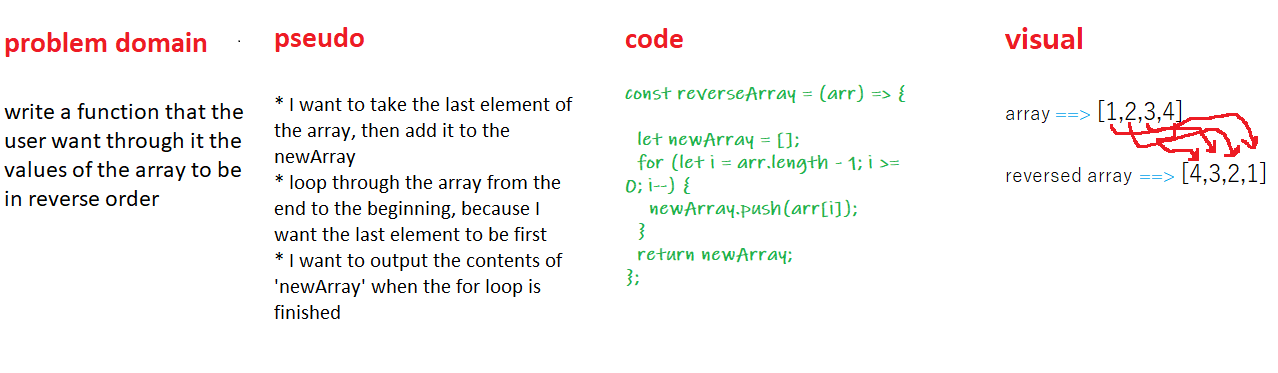 problem domain
write a function that the
user want through it the
values of the array to be
in reverse order
pseudo
* I want to take the last element of
the array, then add it to the
newArray
* loop through the array from the
end to the beginning, because I
want the last element to be first
* I want to output the contents of
'newArray' when the for loop is
finished
code
const reverseArray = (arr) => {
let newArray = [];
for (let i = arr.length - 1; i >=
0; i--) {
newArray.push(arr[i]);
}
return newArray;
};
visual
array ==> [1,2,3,4]
reversed array ==> [4,3,2,1]